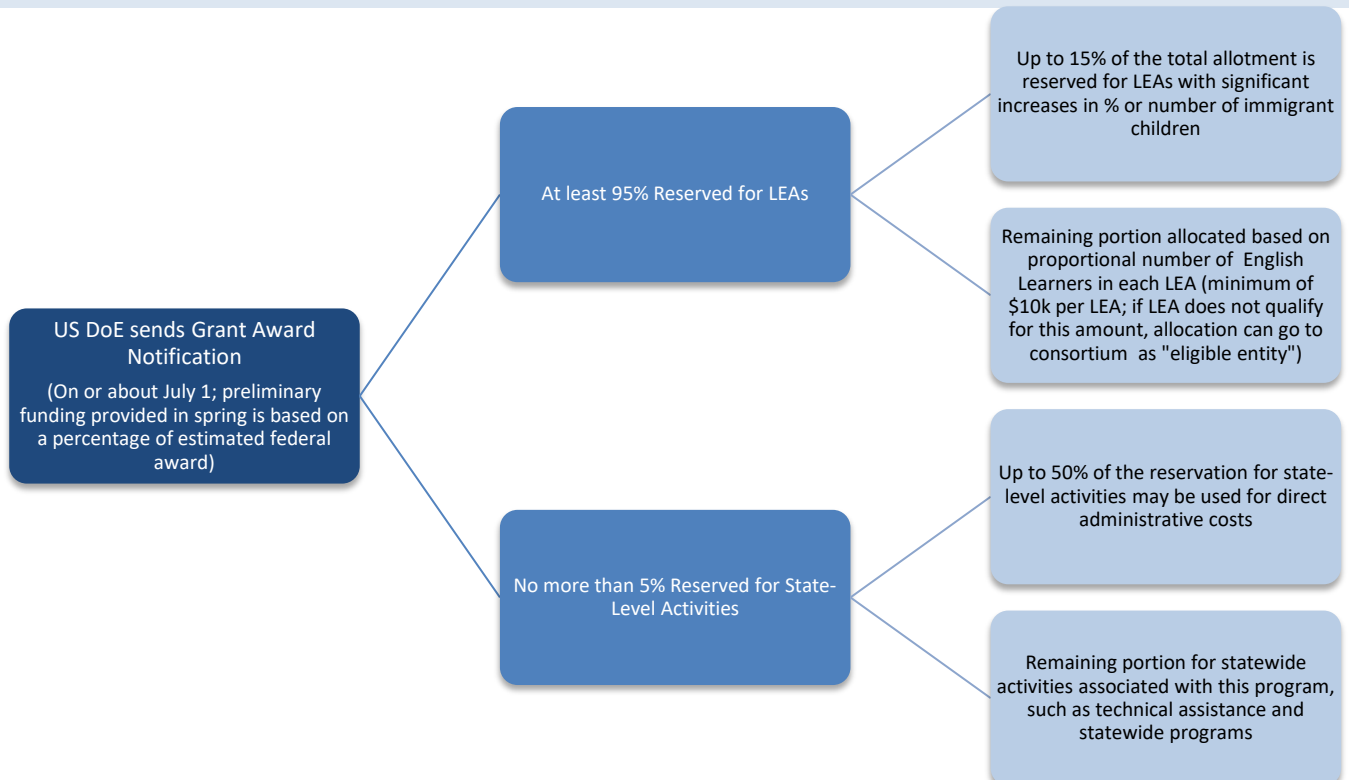 US DoE sends Grant Award
Notification
(On or about July 1; preliminary
funding provided in spring is based on
a percentage of estimated federal
award)
At least 95% Reserved for LEAs
Up to 15% of the total allotment is
reserved for LEAs with significant
increases in % or number of immigrant
children
Remaining portion allocated based on
proportional number of English
Learners in each LEA (minimum of
$10k per LEA; if LEA does not qualify
for this amount, allocation can go to
consortium as "eligible entity")
No more than 5% Reserved for State-
Level Activities
Up to 50% of the reservation for state-
level activities may be used for direct
administrative costs
Remaining portion for statewide
activities associated with this program,
such as technical assistance and
statewide programs